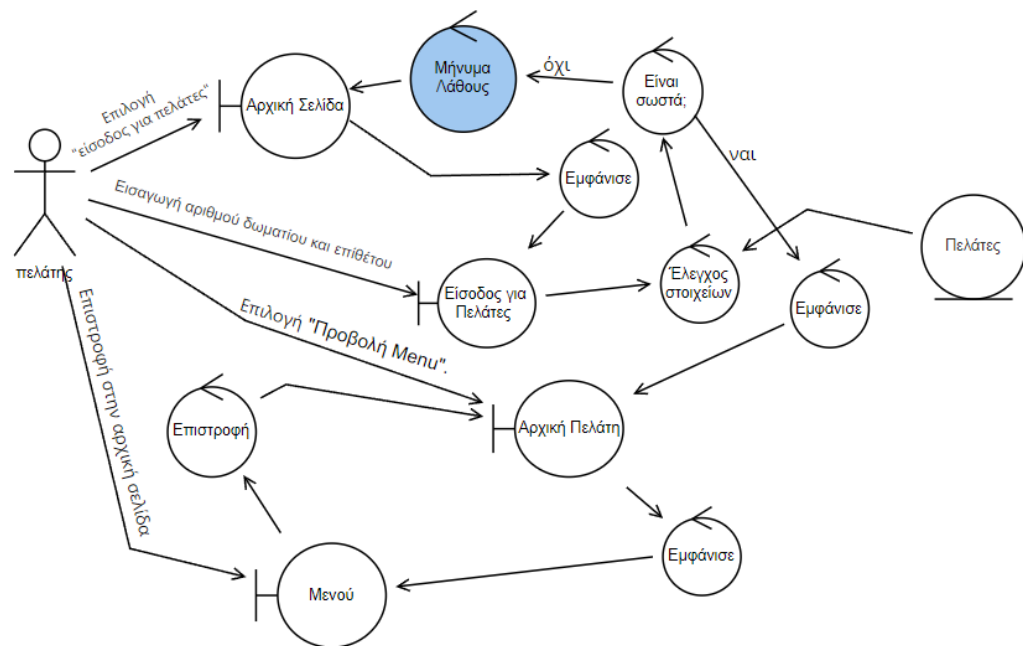 Μήνυμα
Λάθους
όχι
Είναι
σωστά;
Αρχική Σελίδα
Επιλογή
"είσοδος για πελάτες"
ναι
Εμφάνισε
Εισαγωγή αριθμού δωματίου και επιθέτου
Πελάτες
πελάτης
Έλεγχος
στοιχείων
Είσοδος για
Πελάτες
Εμφάνισε
Επιλογή "Προβολή Menu".
Επιστροφή στην αρχική σελίδα
Επιστροφή
Αρχική Πελάτη
Εμφάνισε
Μενού